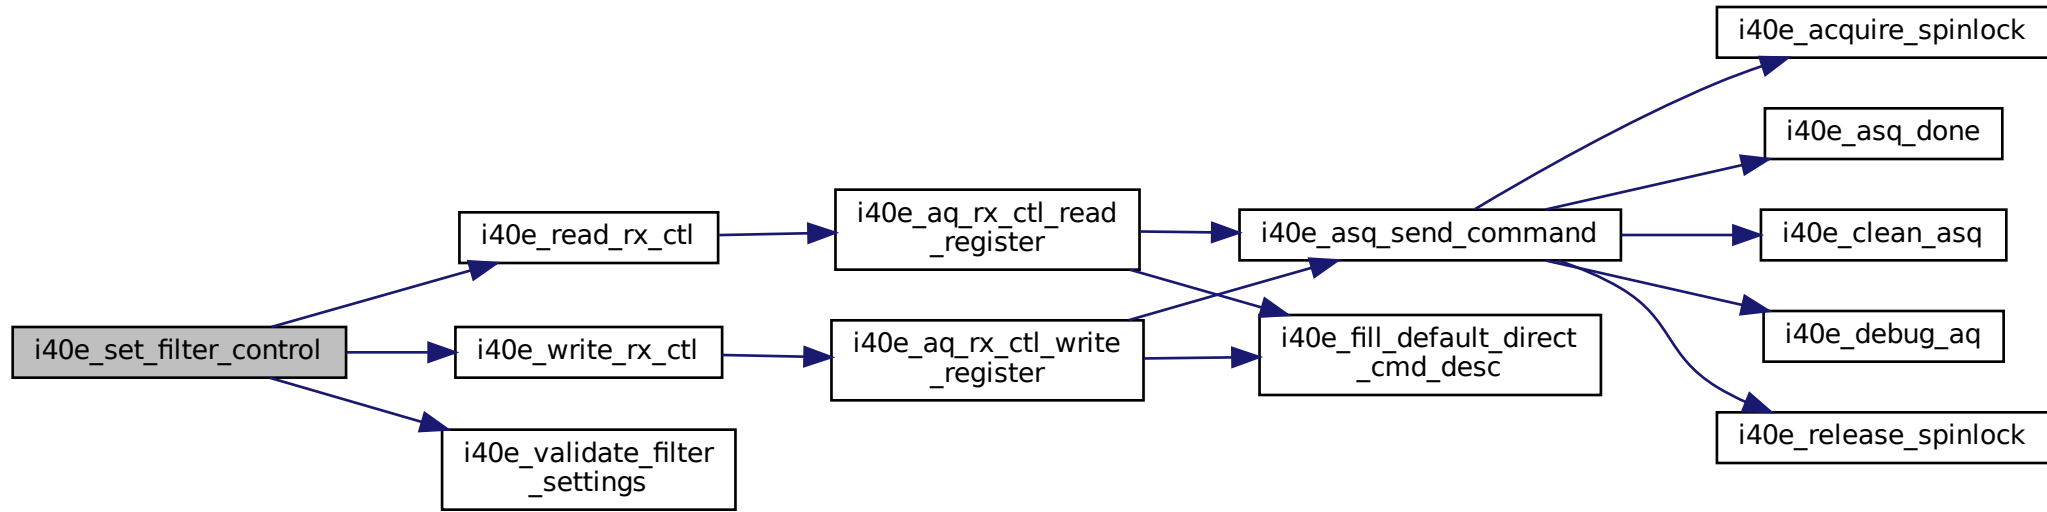 i40e_set_filter_control
i40e_read_rx_ctl
i40e_write_rx_ctl
i40e_validate_filter
_settings
i40e_aq_rx_ctl_read
_register
i40e_aq_rx_ctl_write
_register
i40e_asq_send_command
i40e_fill_default_direct
_cmd_desc
i40e_acquire_spinlock
i40e_asq_done
i40e_clean_asq
i40e_debug_aq
i40e_release_spinlock